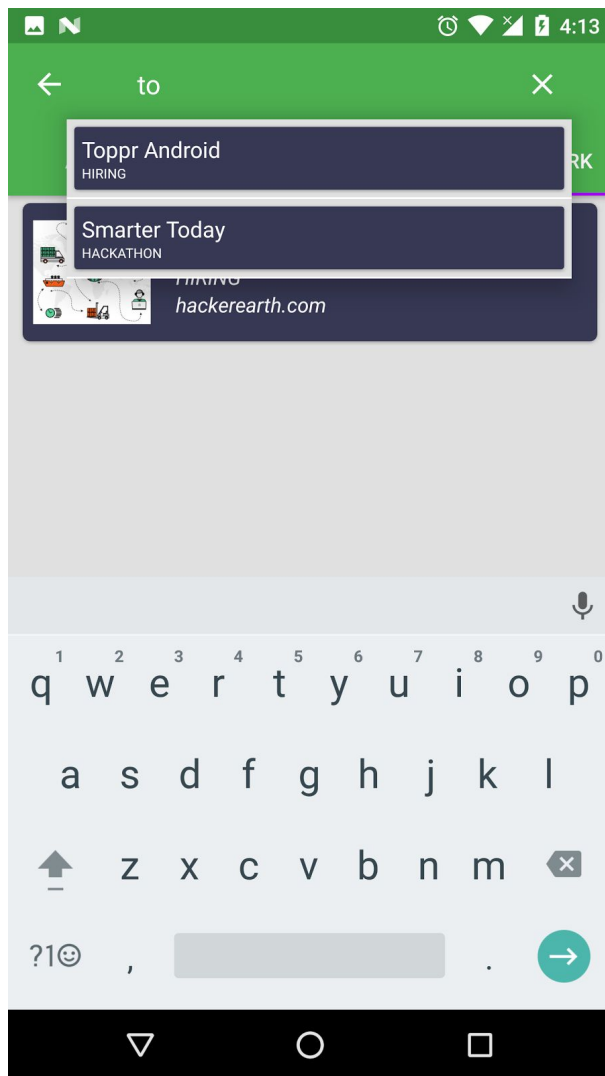 4:13
to
Toppr Android
HIRING
RK
Smarter Today
HACKATHON
HIRING
hackerearth.com
1 2 3 4 5 6 7 8 9 0
q w e r t y u i o p
a s d f g h j k l
z x c v b n m
?1☺ , .